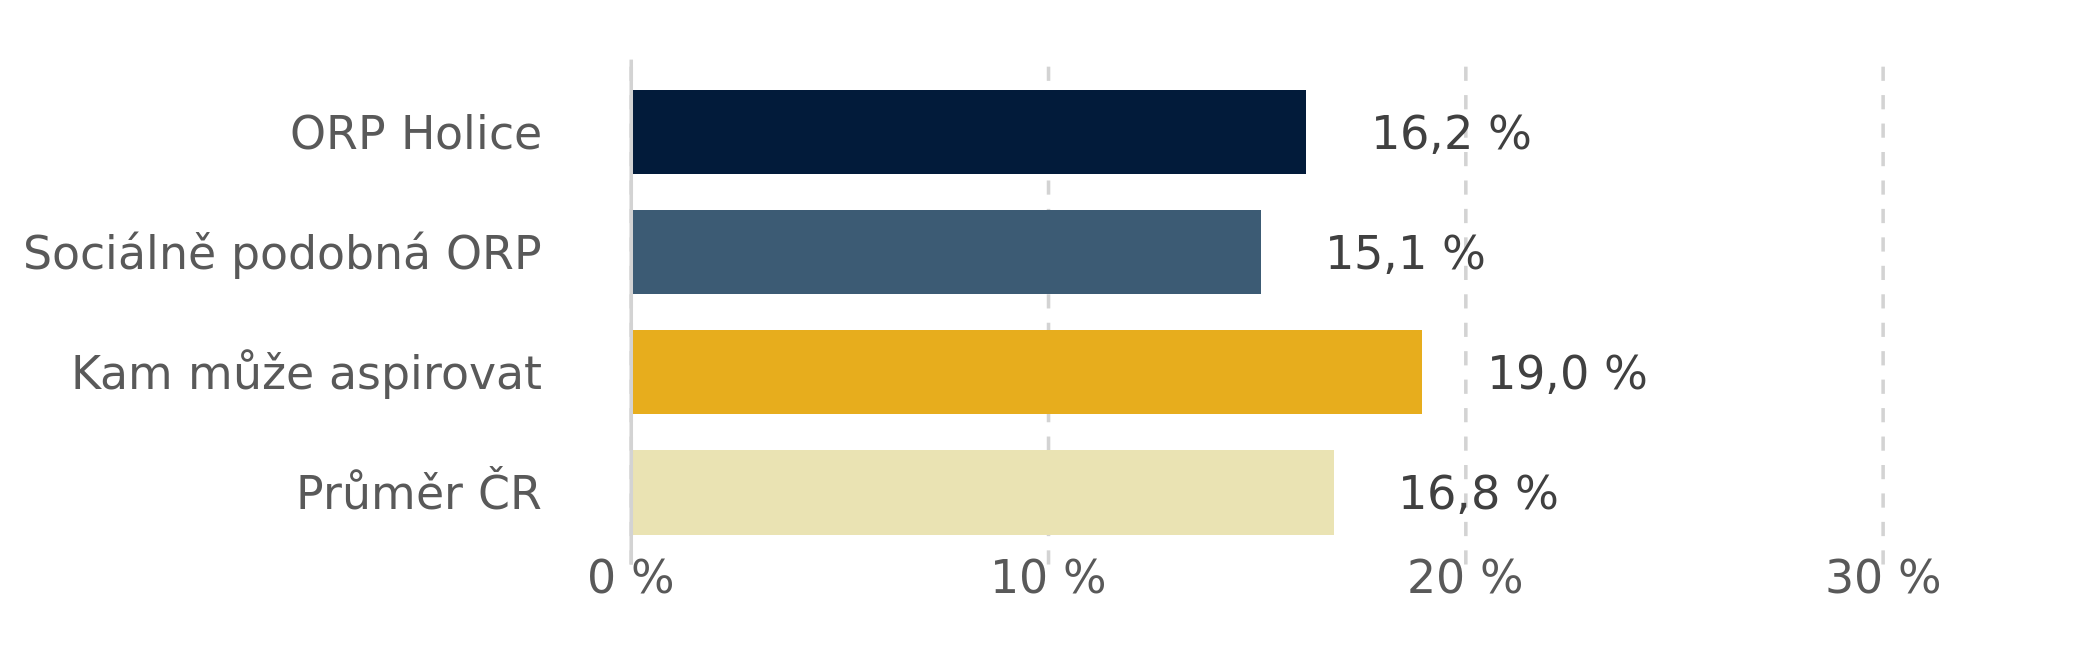 ORP Holice 16,2 %
Sociálně podobná ORP 15,1 %
Kam může aspirovat 19,0 %
Průměr ČR 16,8 %
0 % 10 % 20 % 30 %